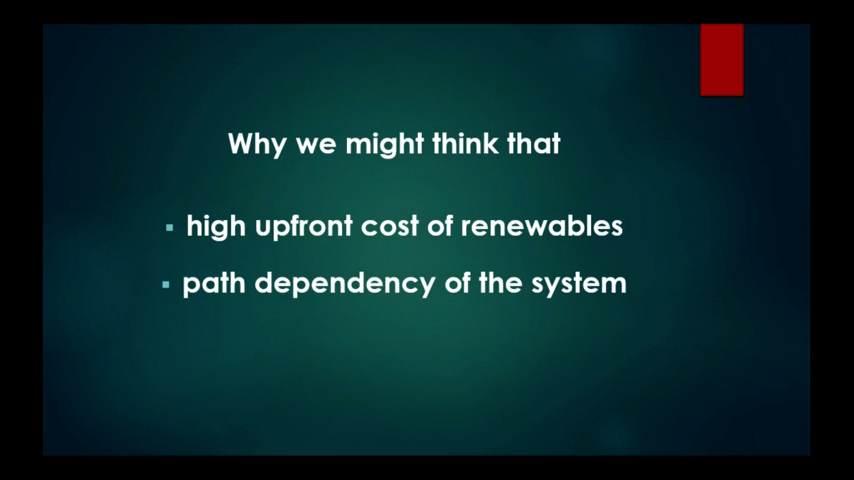 Why we might think that
high upfront cost of renewables
path dependency of the system